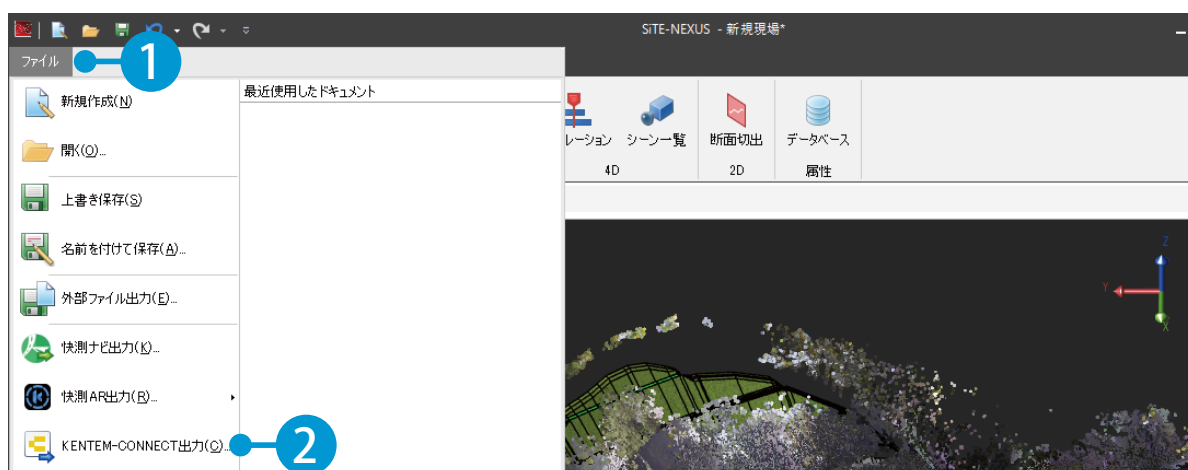 SiTE-NEXUS - 新規現場*
ファイル
1
新規作成(N)
最近使用したドキュメント
開く(O)...
上書き保存(S)
名前を付けて保存(A)...
外部ファイル出力(E)...
快測ナビ出力(K)...
快測AR出力(R)...
KENTEM-CONNECT出力(C)...
2
レーション
シーン一覧
断面切出
データベース
4D
2D
属性
Z
Y
X